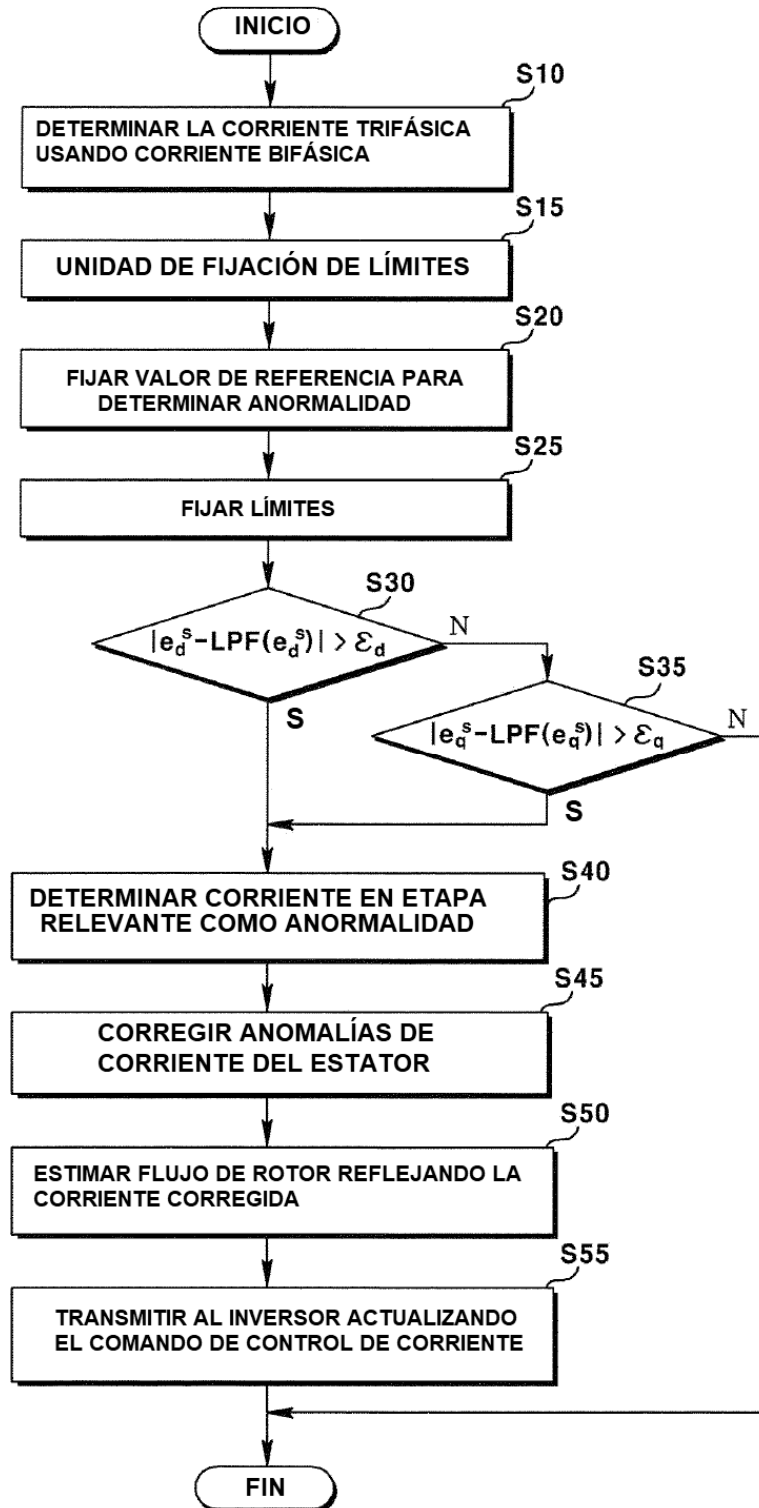 INICIO
S10
DETERMINAR LA CORRIENTE TRIFÁSICA
USANDO CORRIENTE BIFÁSICA
S15
UNIDAD DE FIJACIÓN DE LÍMITES
S20
FIJAR VALOR DE REFERENCIA PARA
DETERMINAR ANORMALIDAD
S25
FIJAR LÍMITES
S30
|e_d^s-LPF(e_d^s)| > ε_d
N
S
S35
|e_q^s-LPF(e_q^s)| > ε_q
N
S
S40
DETERMINAR CORRIENTE EN ETAPA
RELEVANTE COMO ANORMALIDAD
S45
CORREGIR ANOMALÍAS DE
CORRIENTE DEL ESTATOR
S50
ESTIMAR FLUJO DE ROTOR REFLEJANDO LA
CORRIENTE CORREGIDA
S55
TRANSMITIR AL INVERSOR ACTUALIZANDO
EL COMANDO DE CONTROL DE CORRIENTE
FIN